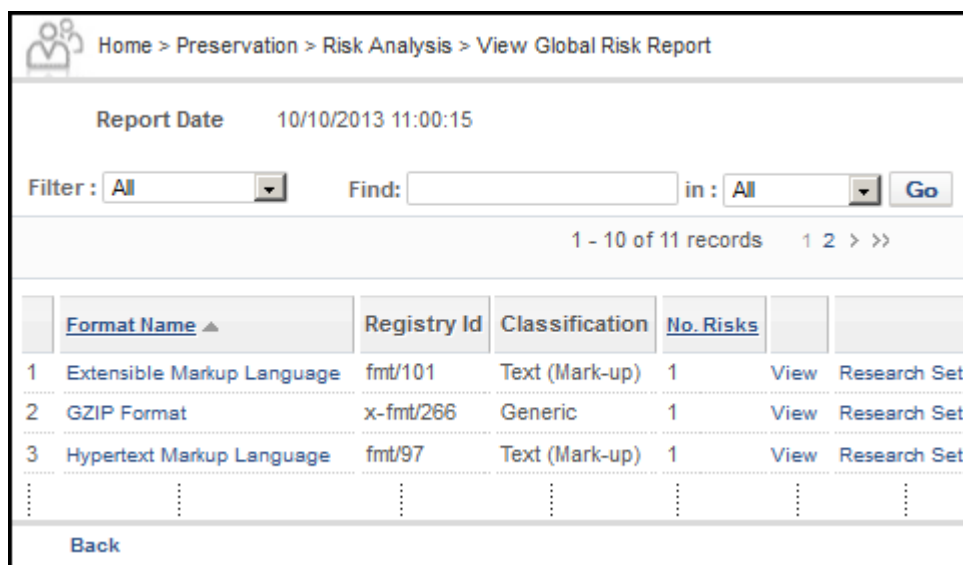 Home > Preservation > Risk Analysis > View Global Risk Report
Report Date 10/10/2013 11:00:15
Filter : All Find: in : All Go
1 - 10 of 11 records 1 2 > >>
Format Name Registry Id Classification No. Risks
1 Extensible Markup Language fmt/101 Text (Mark-up) 1 View Research Set
2 GZIP Format x-fmt/266 Generic 1 View Research Set
3 Hypertext Markup Language fmt/97 Text (Mark-up) 1 View Research Set
Back